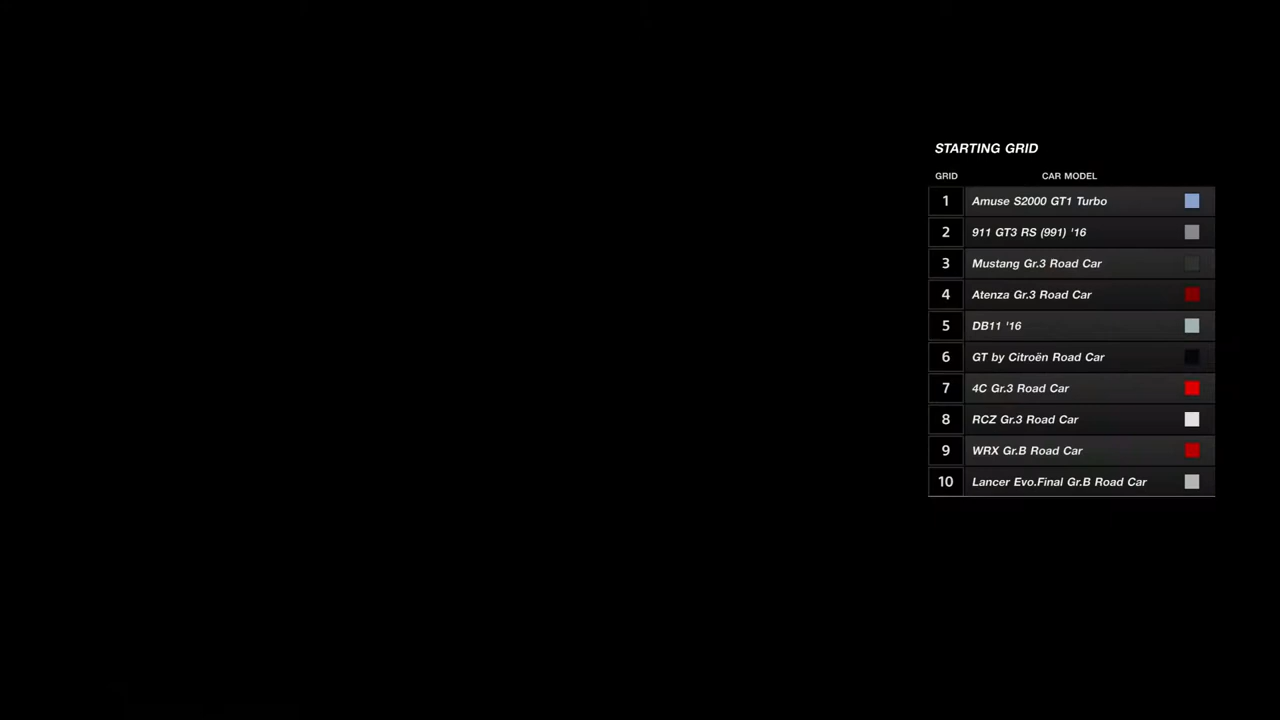 STARTING GRID
GRID CAR MODEL
1 Amuse S2000 GT1 Turbo
2 911 GT3 RS (991) '16
3 Mustang Gr.3 Road Car
4 Atenza Gr.3 Road Car
5 DB11 '16
6 GT by Citroën Road Car
7 4C Gr.3 Road Car
8 RCZ Gr.3 Road Car
9 WRX Gr.B Road Car
10 Lancer Evo.Final Gr.B Road Car